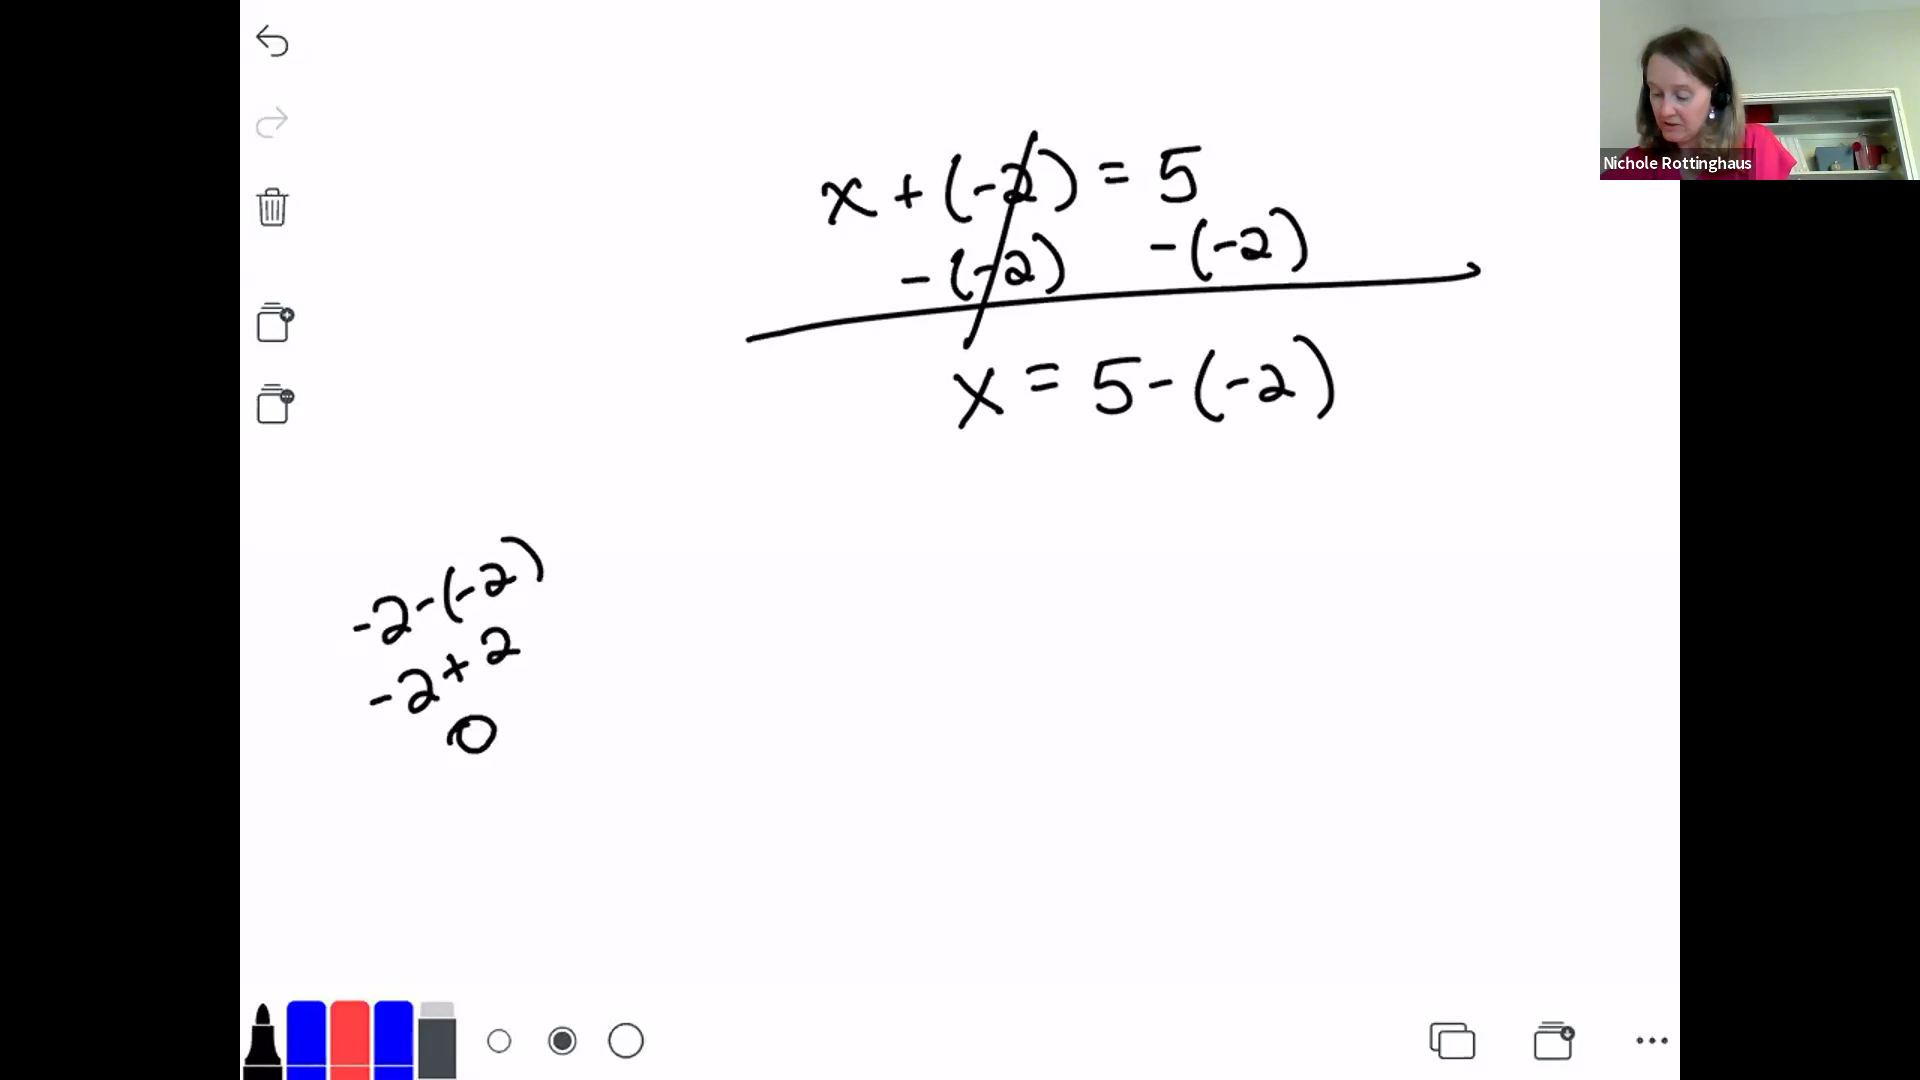 x + (-2) = 5
- (-2) - (-2)
x = 5 - (-2)
-2 - (-2)
-2 + 2
0
Nichole Rottinghaus